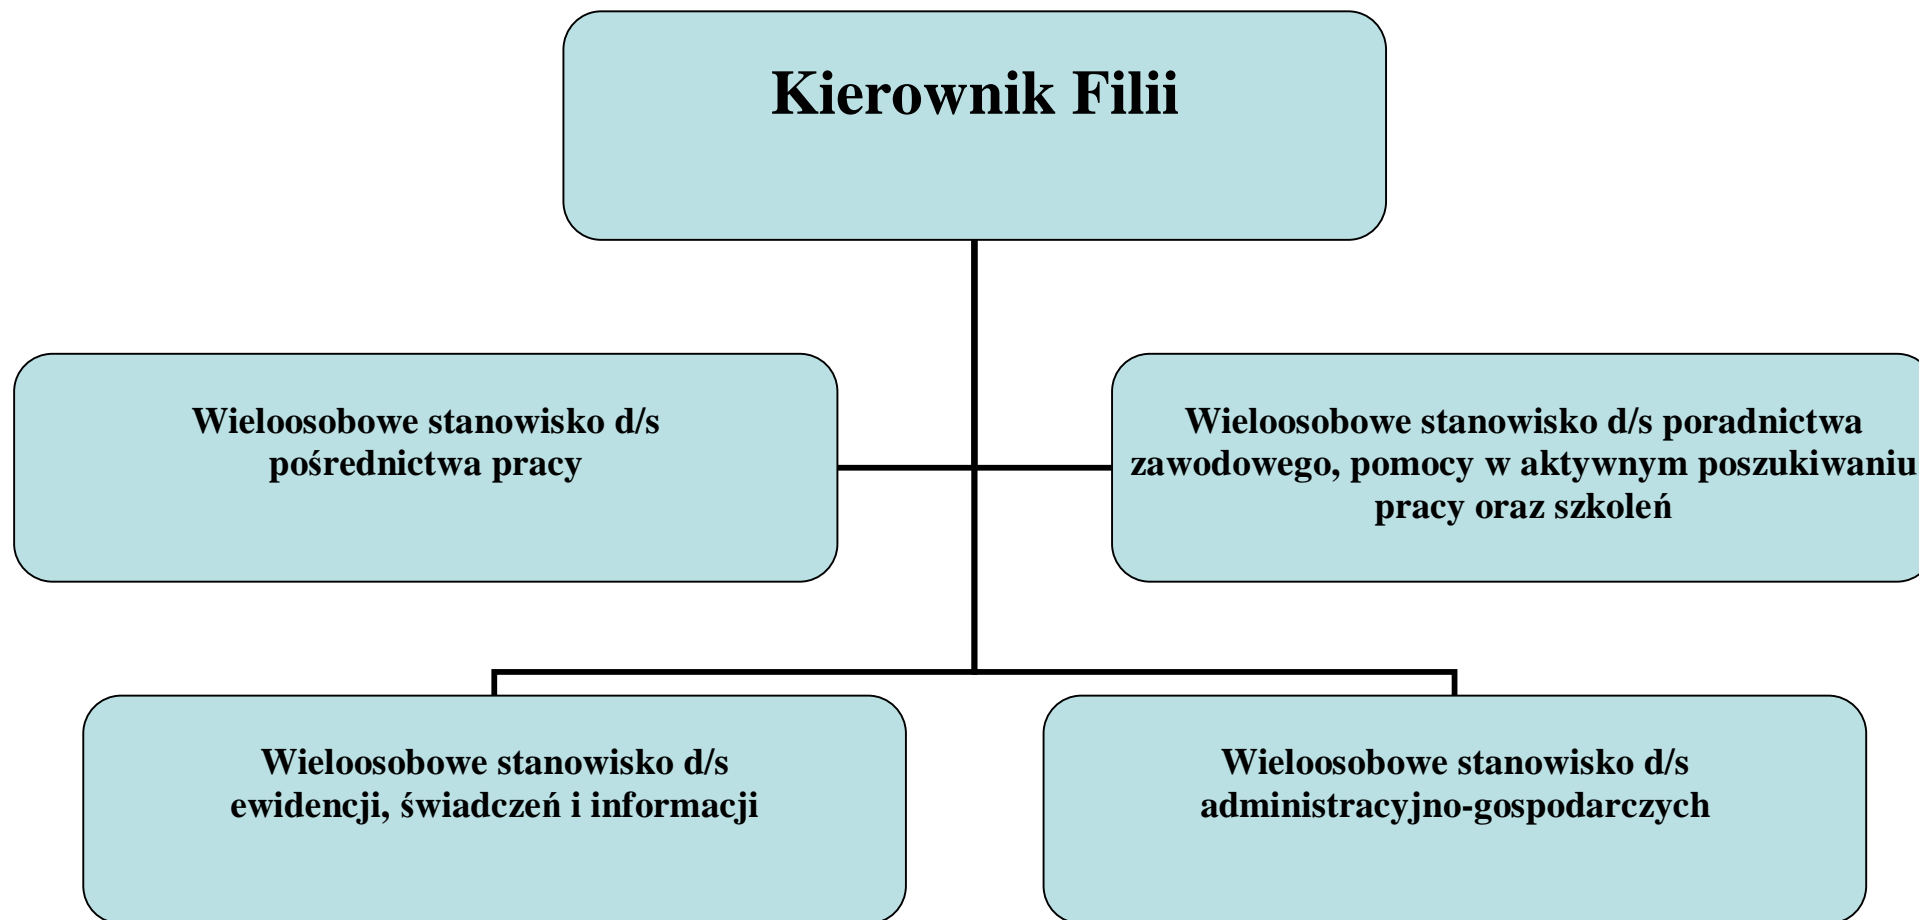 Kierownik Filii
Wieloosobowe stanowisko d/s
pośrednictwa pracy
Wieloosobowe stanowisko d/s poradnictwa
zawodowego, pomocy w aktywnym poszukiwaniu
pracy oraz szkoleń
Wieloosobowe stanowisko d/s
ewidencji, świadczeń i informacji
Wieloosobowe stanowisko d/s
administracyjno-gospodarczych